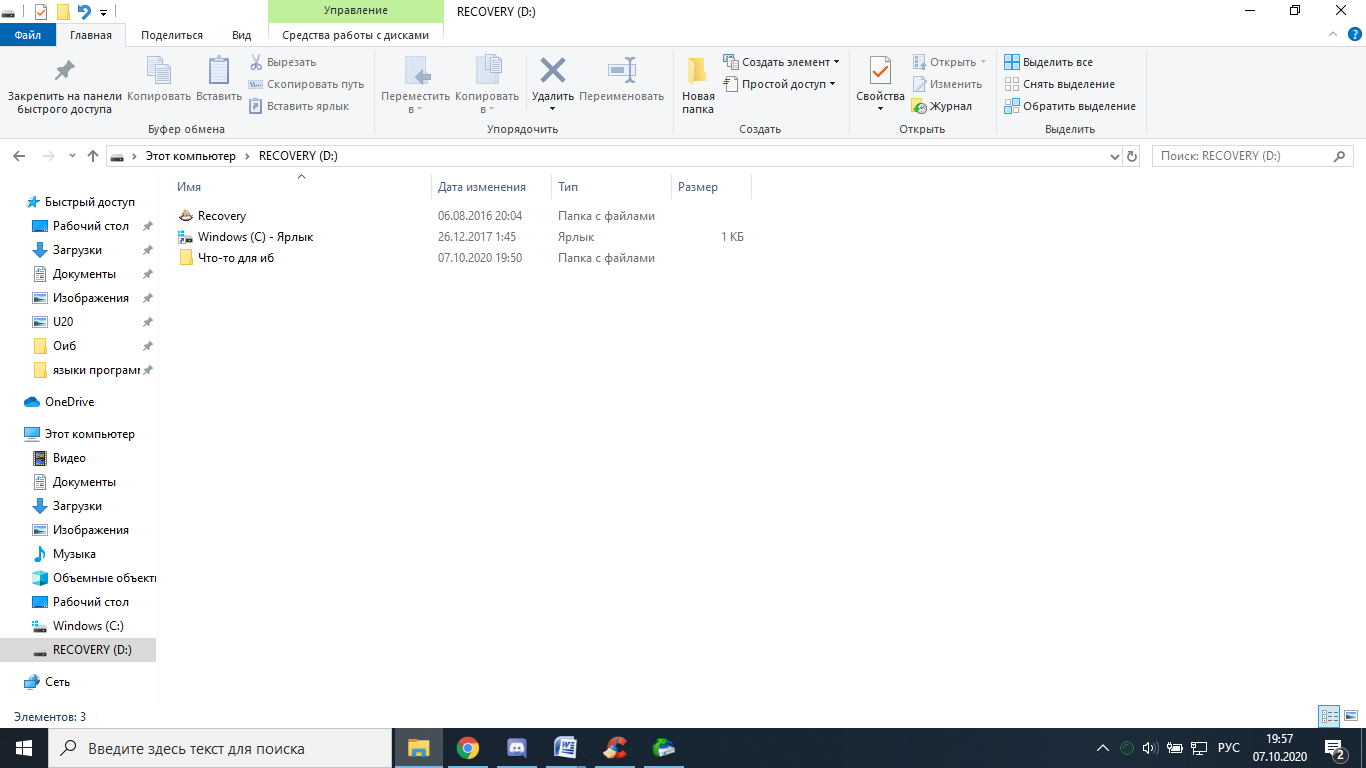 Управление
RECOVERY (D:)
Файл
Главная
Поделиться
Вид
Средства работы с дисками
Закрепить на панели быстрого доступа
Копировать
Вставить
Вырезать
Скопировать путь
Вставить ярлык
Буфер обмена
Переместить в
Копировать в
Удалить
Переименовать
Упорядочить
Новая папка
Создать элемент
Простой доступ
Создать
Свойства
Открыть
Изменить
Журнал
Открыть
Выделить все
Снять выделение
Обратить выделение
Выделить
Этот компьютер > RECOVERY (D:)
Поиск: RECOVERY (D:)
Имя Дата изменения Тип Размер
Recovery 06.08.2016 20:04 Папка с файлами
Windows (C) - Ярлык 26.12.2017 1:45 Ярлык 1 КБ
Что-то для иб 07.10.2020 19:50 Папка с файлами
Быстрый доступ
Рабочий стол
Загрузки
Документы
Изображения
U20
Оиб
языки програми
OneDrive
Этот компьютер
Видео
Документы
Загрузки
Изображения
Музыка
Объемные объекты
Рабочий стол
Windows (C:)
RECOVERY (D:)
Сеть
Элементов: 3
Введите здесь текст для поиска
РУС
19:57
07.10.2020
2